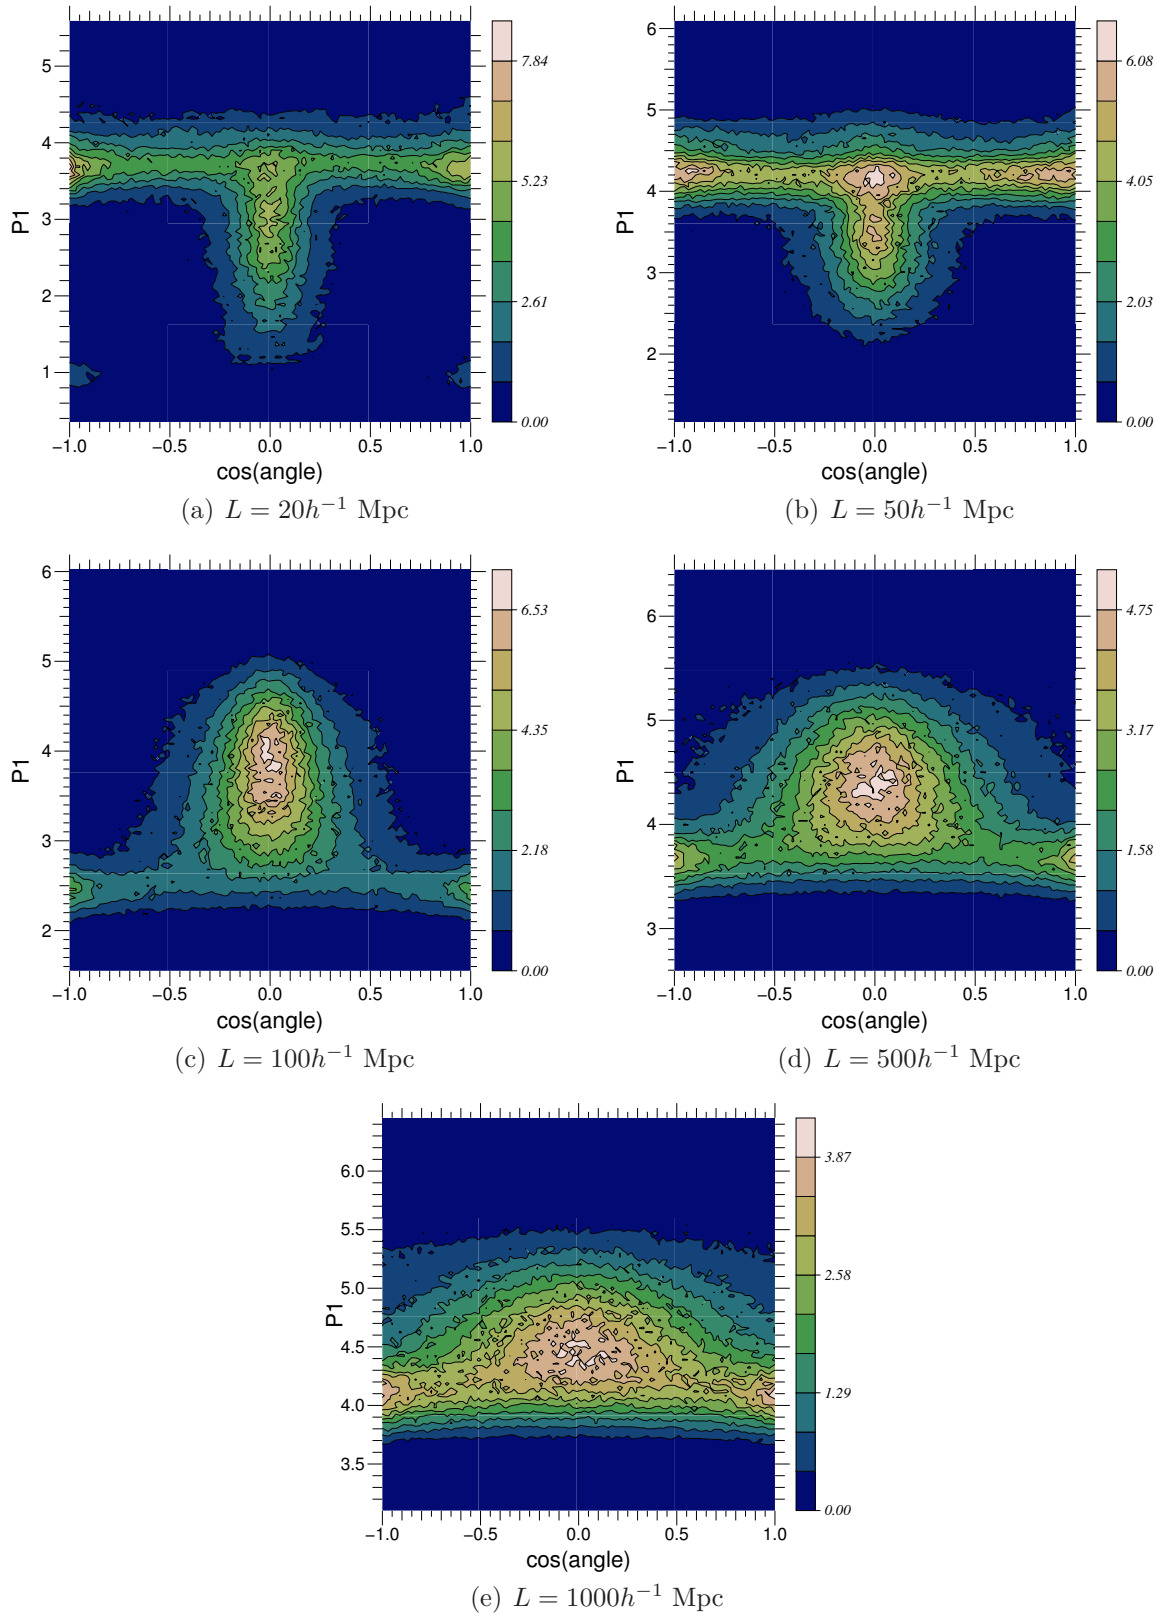 5
4
3
2
1
P1
−1.0 −0.5 0.0 0.5 1.0
cos(angle)
7.84
5.23
2.61
0.00
(a) L = 20h⁻¹ Mpc
6
5
4
3
2
P1
−1.0 −0.5 0.0 0.5 1.0
cos(angle)
6.08
4.05
2.03
0.00
(b) L = 50h⁻¹ Mpc
6
5
4
3
2
P1
−1.0 −0.5 0.0 0.5 1.0
cos(angle)
6.53
4.35
2.18
0.00
(c) L = 100h⁻¹ Mpc
6
5
4
3
P1
−1.0 −0.5 0.0 0.5 1.0
cos(angle)
4.75
3.17
1.58
0.00
(d) L = 500h⁻¹ Mpc
6.0
5.5
5.0
4.5
4.0
3.5
P1
−1.0 −0.5 0.0 0.5 1.0
cos(angle)
3.87
2.58
1.29
0.00
(e) L = 1000h⁻¹ Mpc